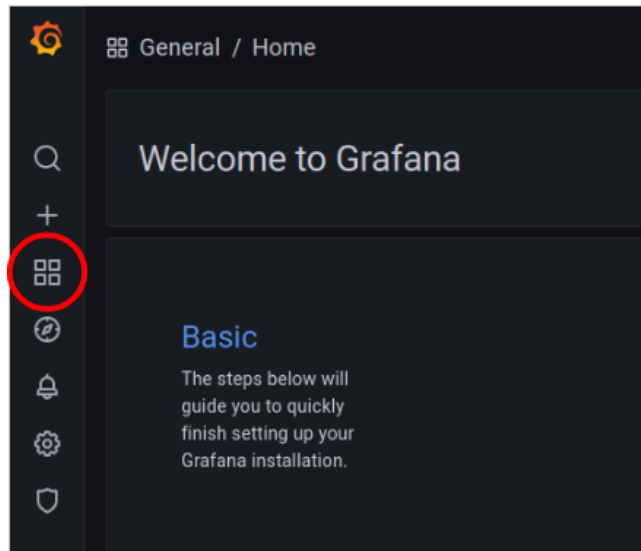 General / Home
Welcome to Grafana
Basic
The steps below will
guide you to quickly
finish setting up your
Grafana installation.